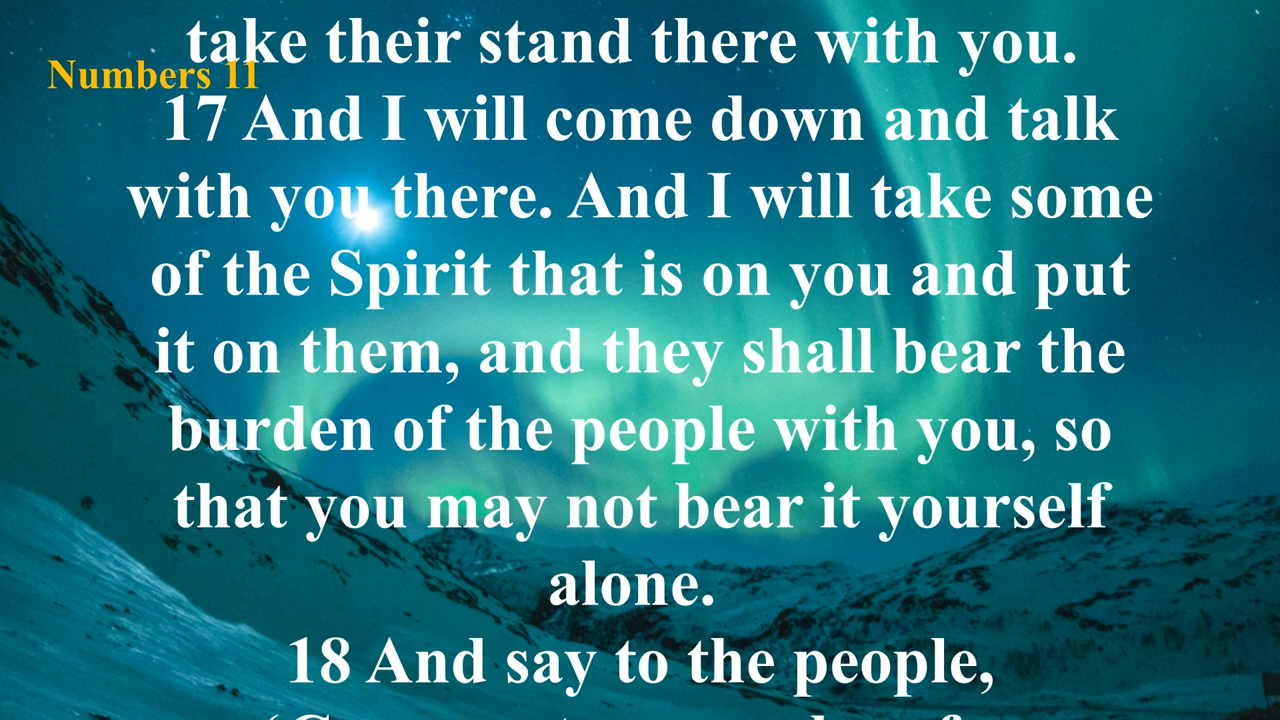 take their stand there with you.
Numbers 11
17 And I will come down and talk
with you there. And I will take some
of the Spirit that is on you and put
it on them, and they shall bear the
burden of the people with you, so
that you may not bear it yourself
alone.
18 And say to the people,